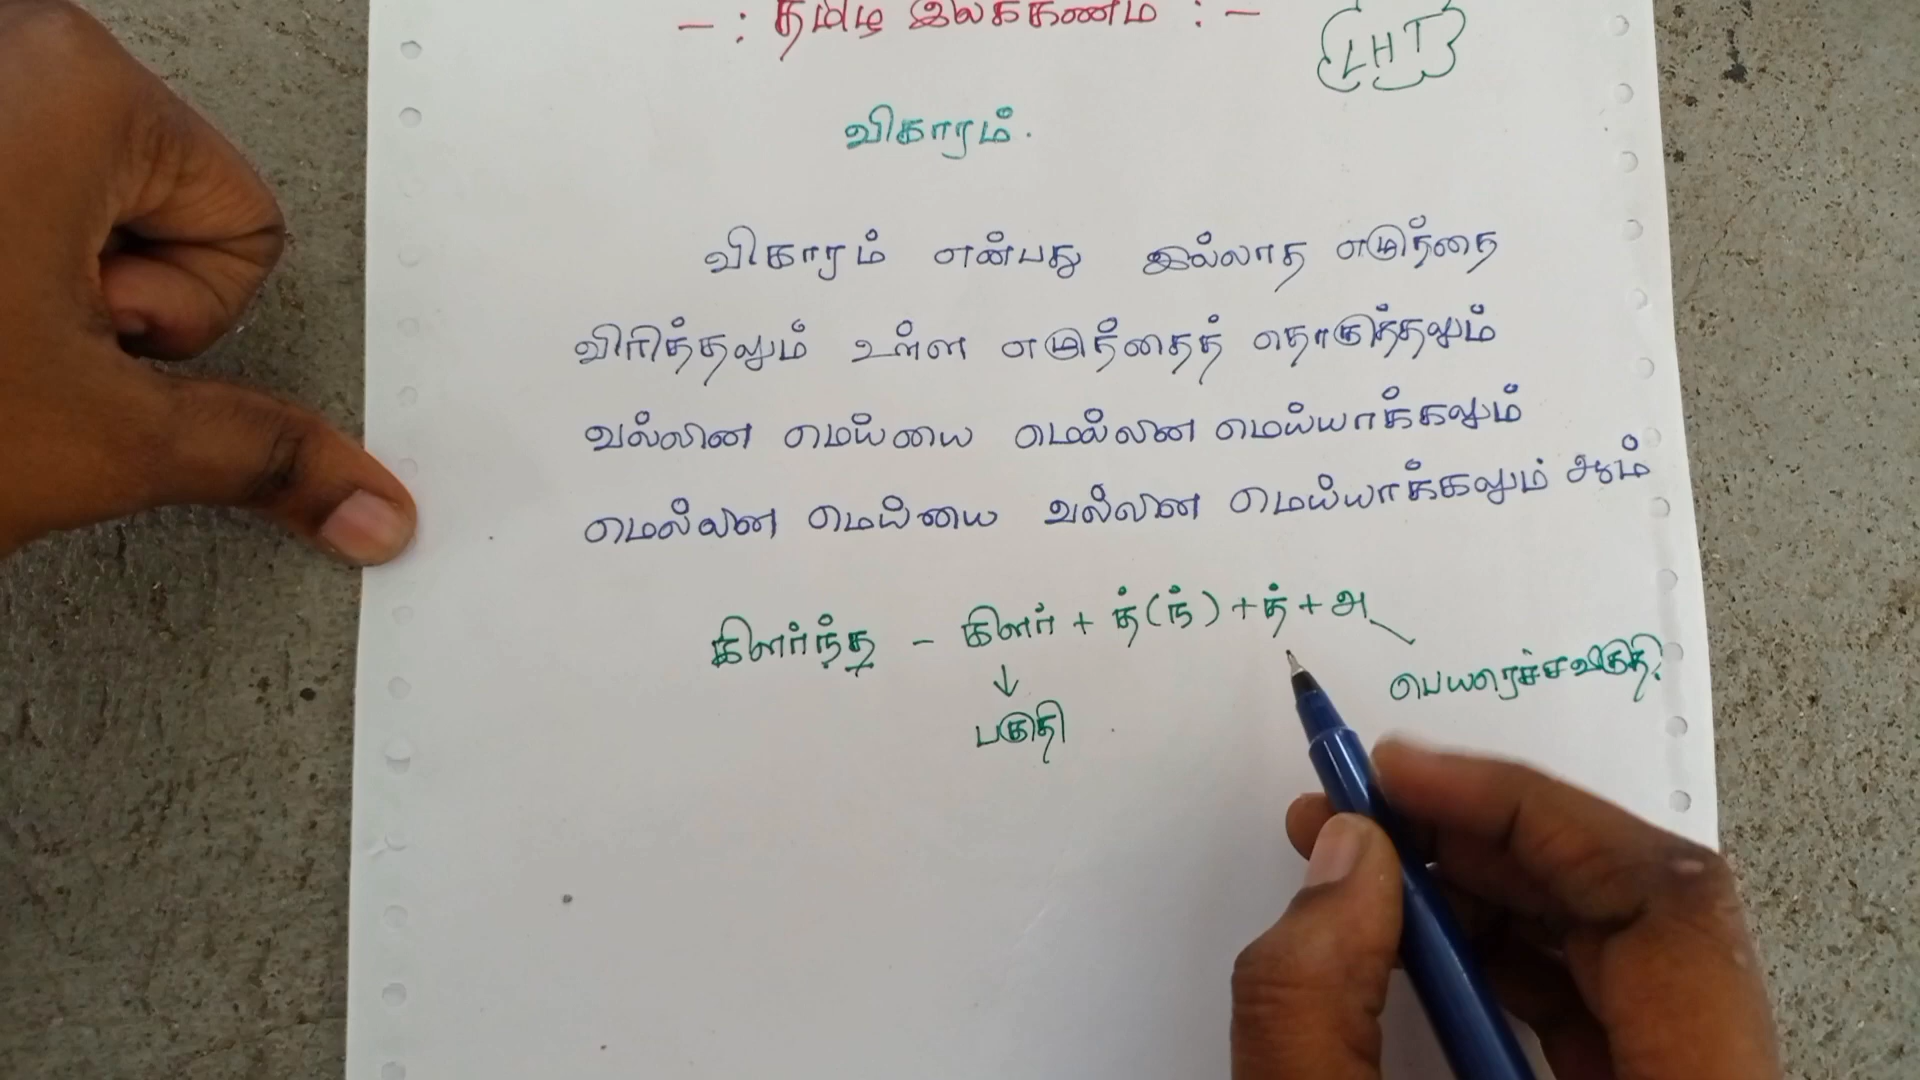 -: தமிழ் இலக்கணம் :-
LHT
விகாரம்.
விகாரம் என்பது இல்லாத எழுத்தை
விரித்தலும் உள்ள எழுத்தைத் தொகுத்தலும்
வல்லின மெய்யை மெல்லின மெய்யாக்கலும்
மெல்லின மெய்யை வல்லின மெய்யாக்கலும் ஆம்
கிளர்ந்த - கிளர் + த்(ந்) + த் + அ
பெயரெச்சவிகுதி.
பகுதி